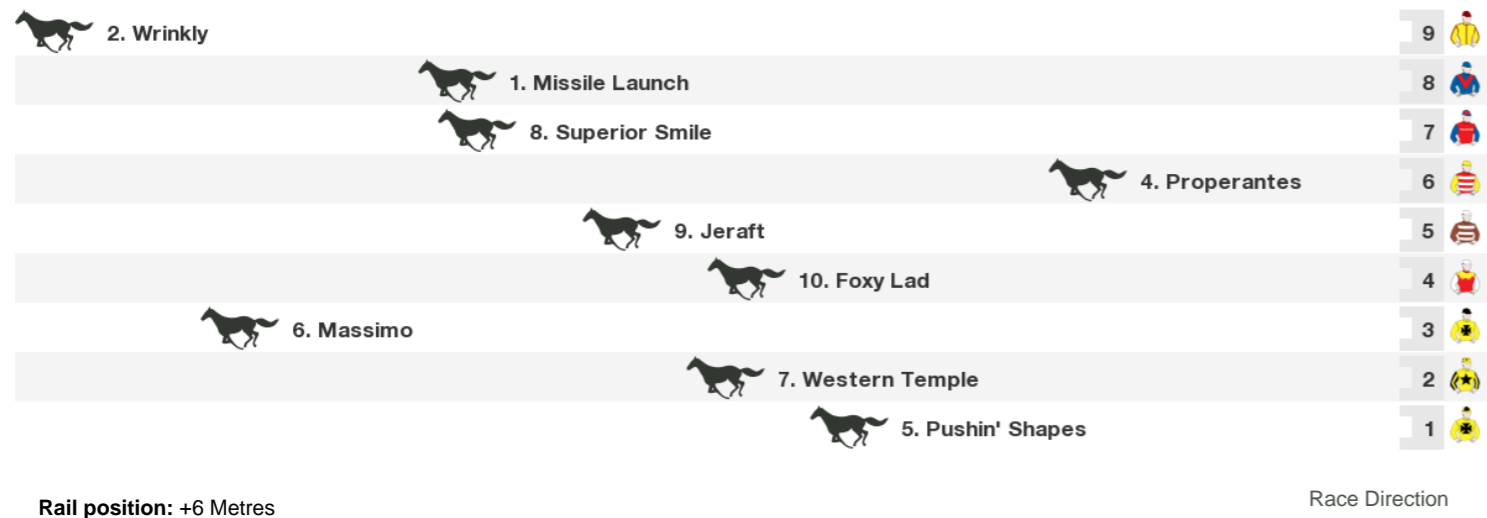 2. Wrinkly 9
1. Missile Launch 8
8. Superior Smile 7
4. Properantes 6
9. Jeraft 5
10. Foxy Lad 4
6. Massimo 3
7. Western Temple 2
5. Pushin' Shapes 1
Rail position: +6 Metres
Race Direction